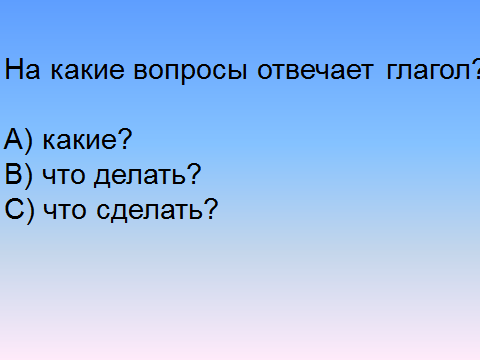 На какие вопросы отвечает глагол?
А) какие?
В) что делать?
С) что сделать?